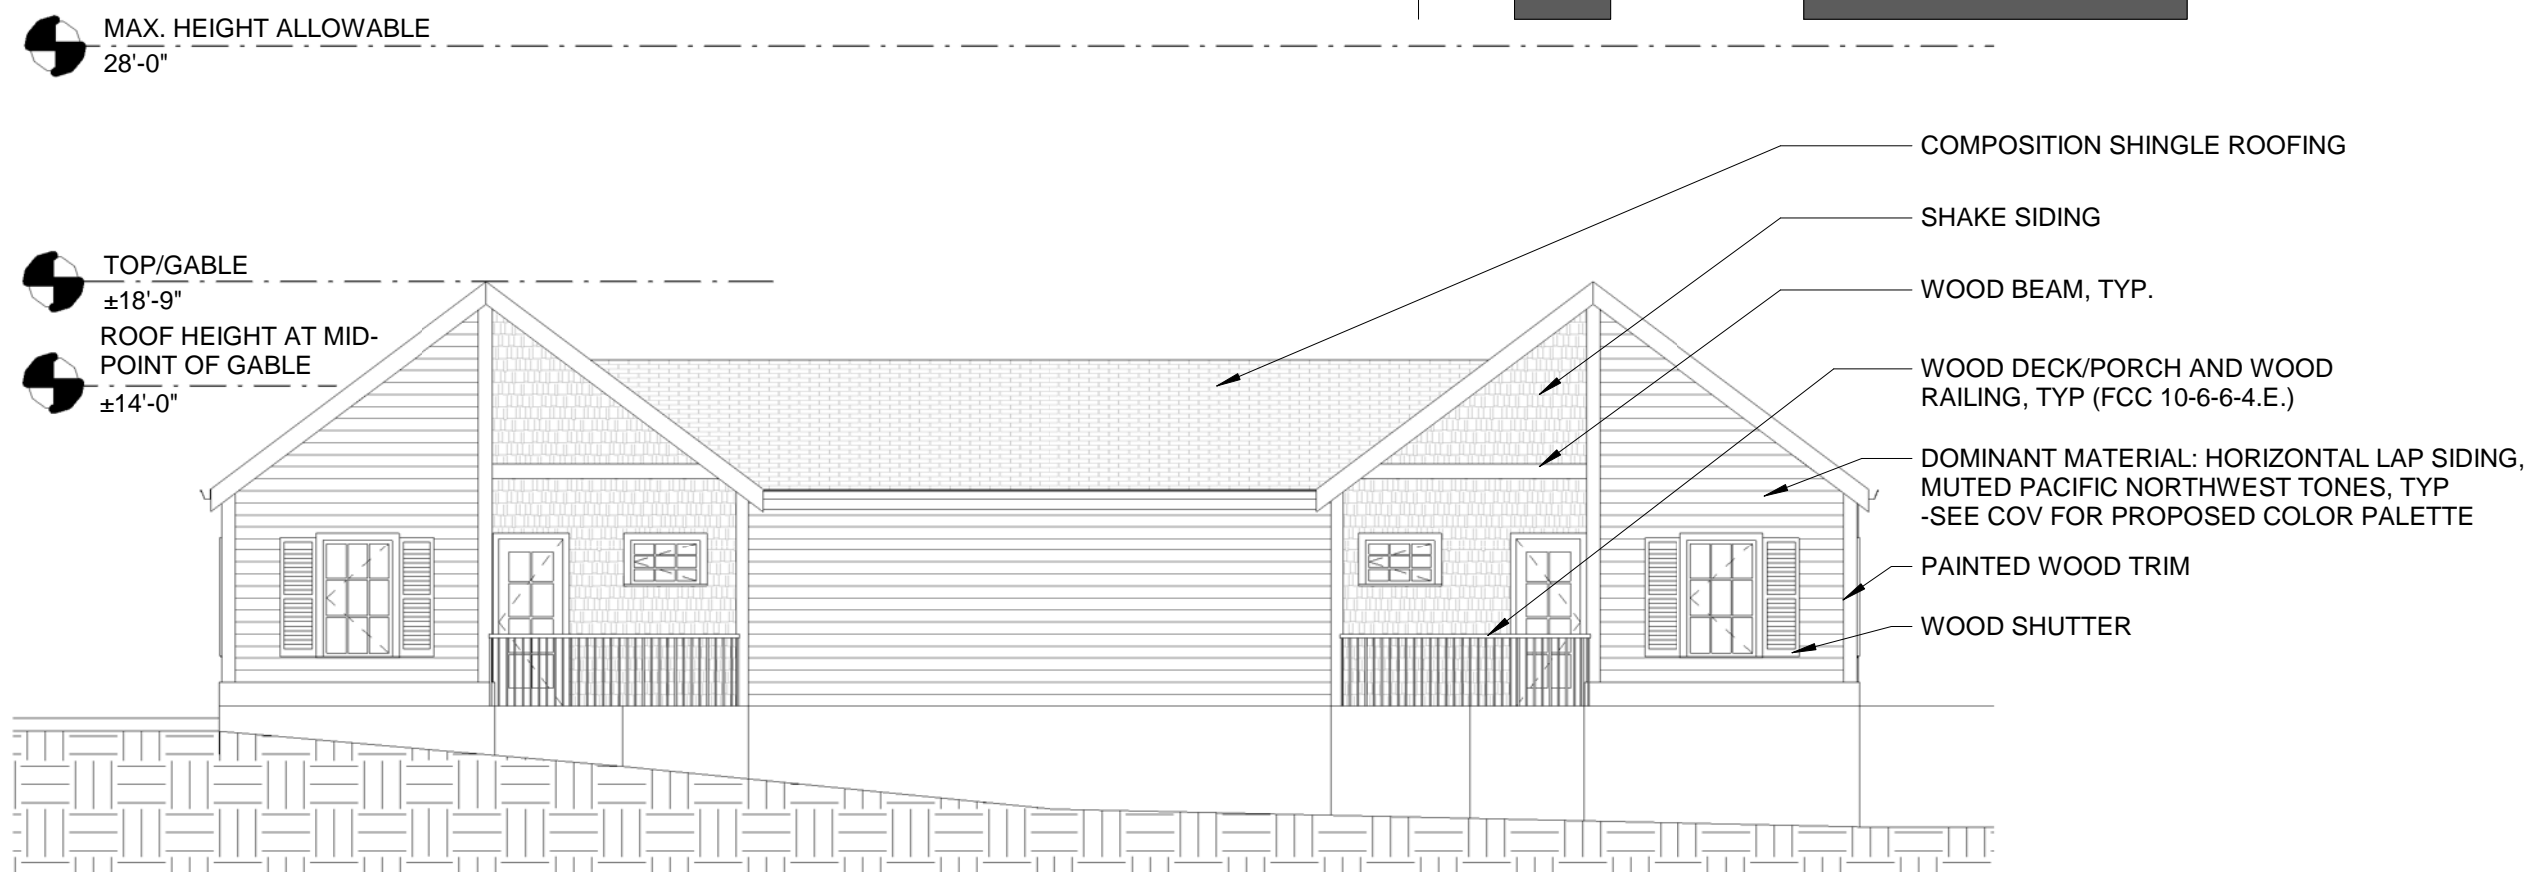 MAX. HEIGHT ALLOWABLE
28'-0"
TOP/GABLE
±18'-9"
ROOF HEIGHT AT MID-
POINT OF GABLE
±14'-0"
COMPOSITION SHINGLE ROOFING
SHAKE SIDING
WOOD BEAM, TYP.
WOOD DECK/PORCH AND WOOD
RAILING, TYP (FCC 10-6-6-4.E.)
DOMINANT MATERIAL: HORIZONTAL LAP SIDING,
MUTED PACIFIC NORTHWEST TONES, TYP
-SEE COV FOR PROPOSED COLOR PALETTE
PAINTED WOOD TRIM
WOOD SHUTTER